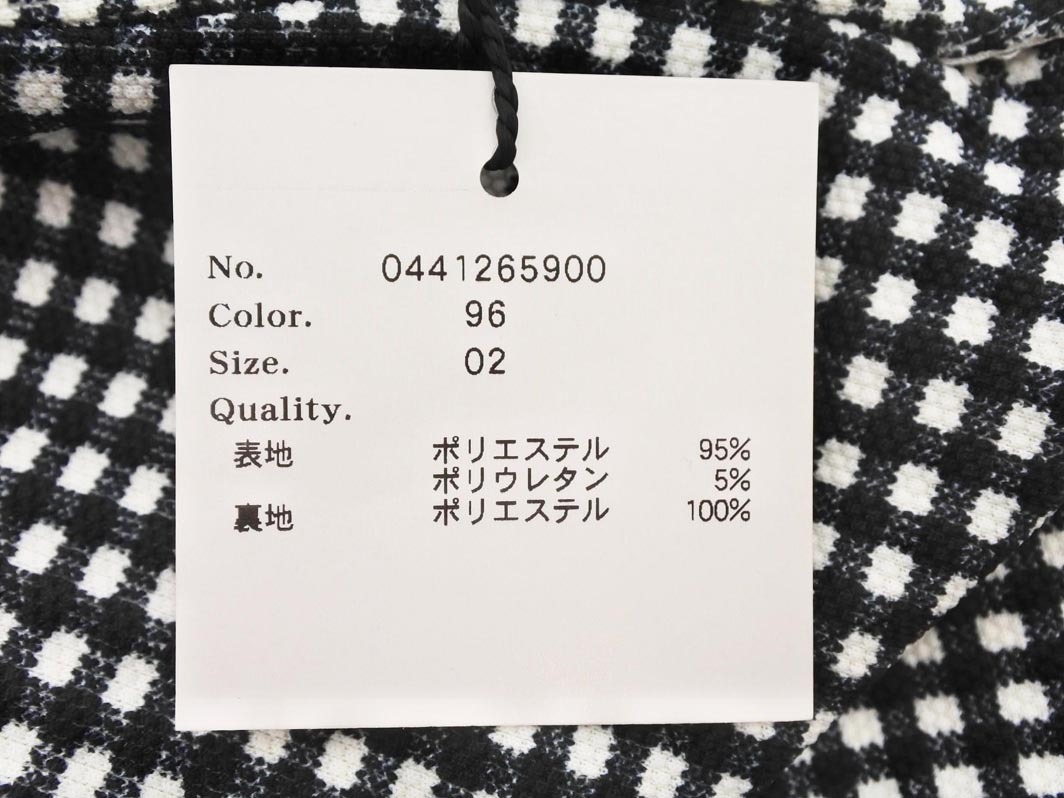 No. 0441265900
Color. 96
Size. 02
Quality.
表地 ポリエステル 95%
ポリウレタン 5%
裏地 ポリエステル 100%